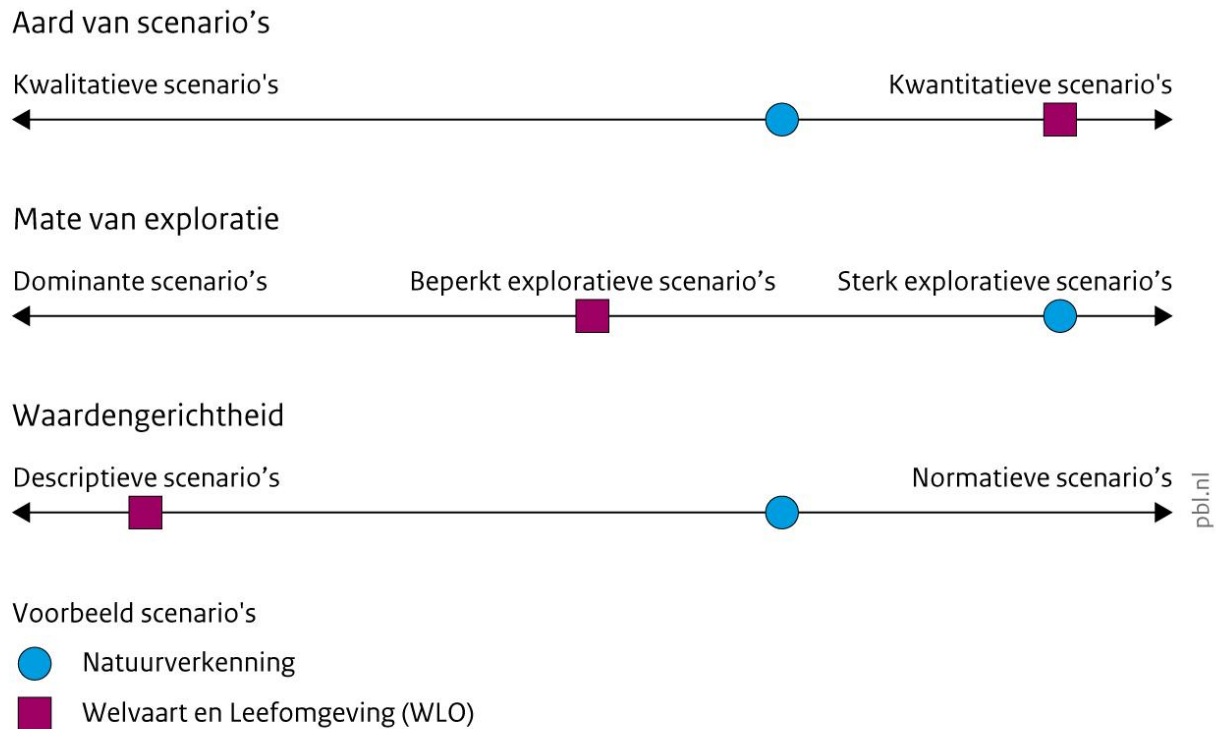 Aard van scenario’s
Kwalitatieve scenario's
Kwantitatieve scenario's
Mate van exploratie
Dominante scenario’s
Beperkt exploratieve scenario’s
Sterk exploratieve scenario’s
Waardengerichtheid
Descriptieve scenario’s
Normatieve scenario’s
pbl.nl
Voorbeeld scenario's
Natuurverkenning
Welvaart en Leefomgeving (WLO)